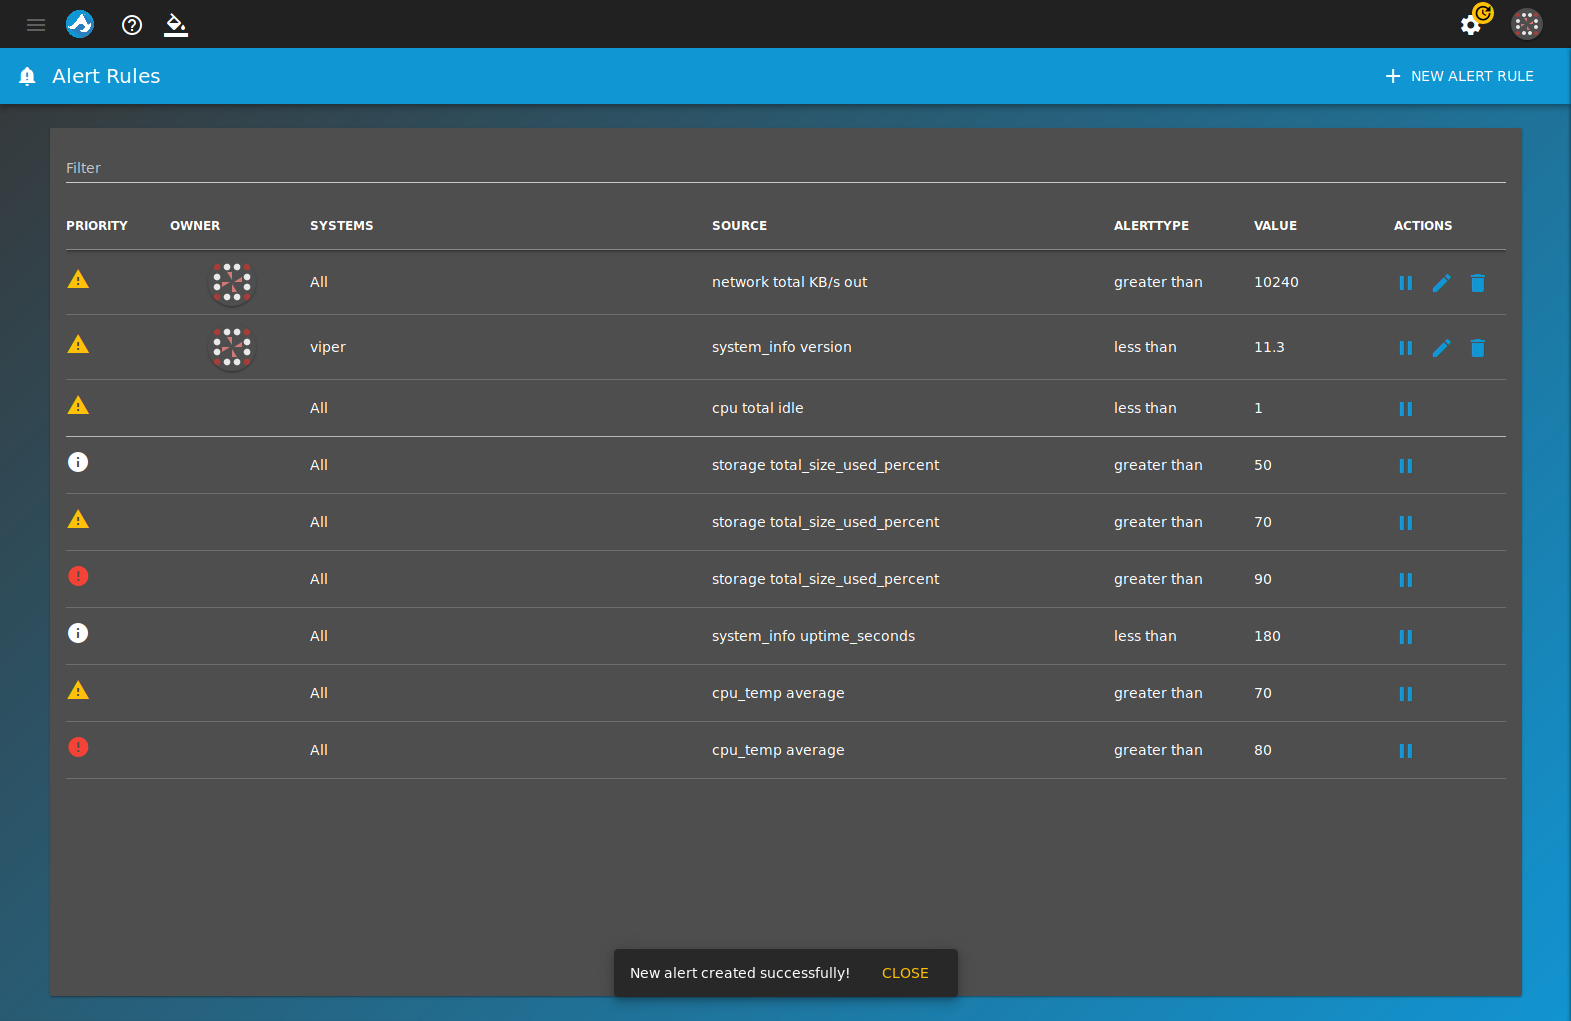 Alert Rules
NEW ALERT RULE
Filter
PRIORITY OWNER SYSTEMS SOURCE ALERTTYPE VALUE ACTIONS
All network total KB/s out greater than 10240
viper system_info version less than 11.3
All cpu total idle less than 1
All storage total_size_used_percent greater than 50
All storage total_size_used_percent greater than 70
All storage total_size_used_percent greater than 90
All system_info uptime_seconds less than 180
All cpu_temp average greater than 70
All cpu_temp average greater than 80
New alert created successfully! CLOSE